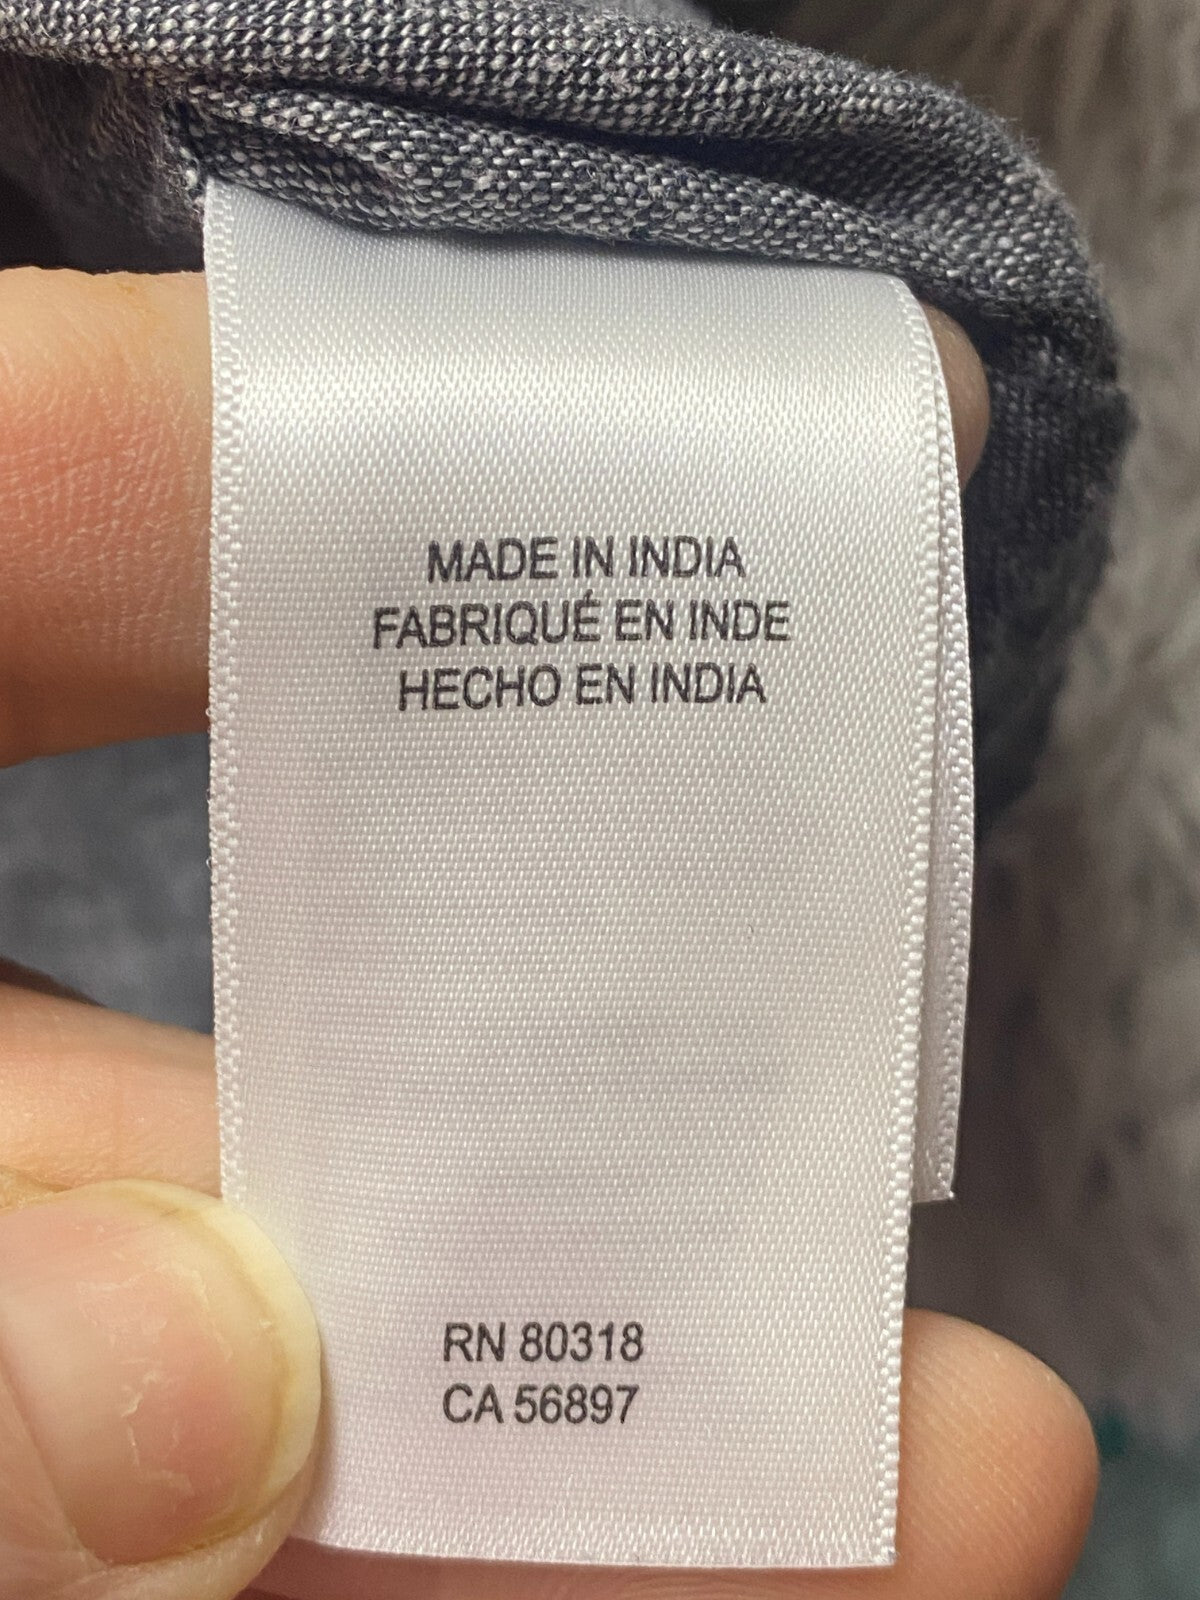 MADE IN INDIA
FABRIQUÉ EN INDE
HECHO EN INDIA
RN 80318
CA 56897